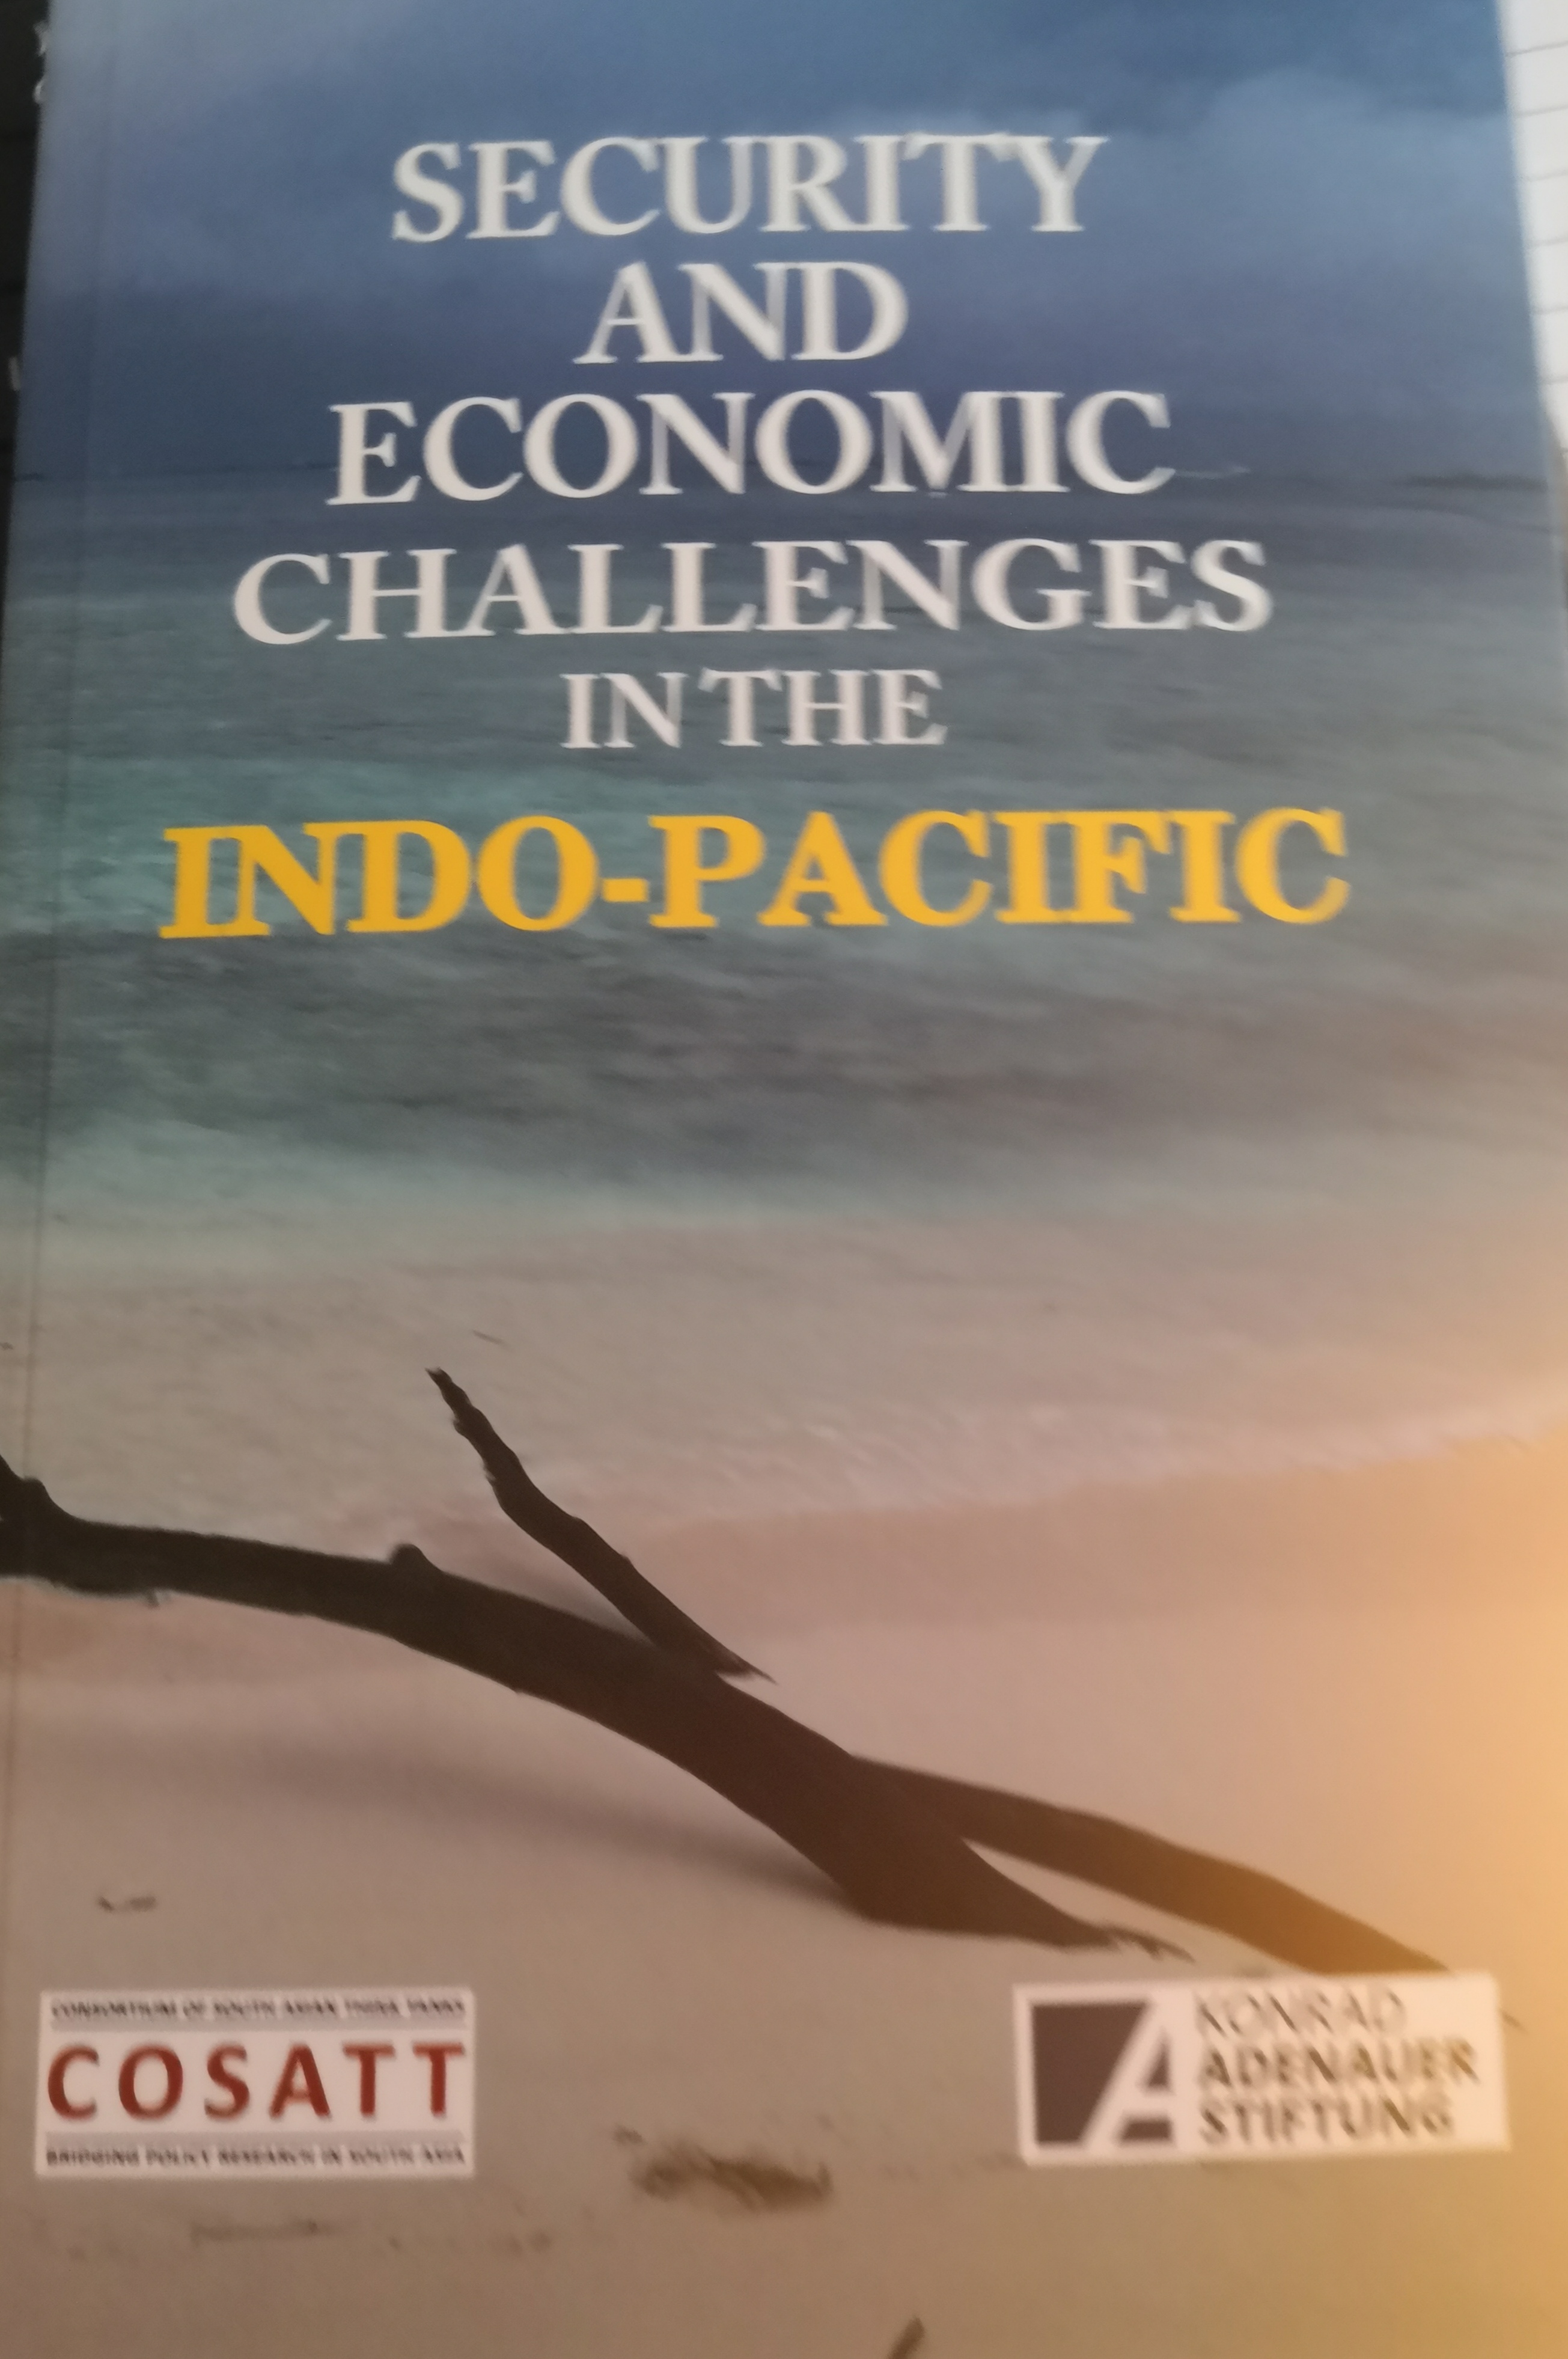 SECURITY
AND
ECONOMIC
CHALLENGES
IN THE
INDO-PACIFIC
CONSORTIUM OF SOUTH ASIAN THINK TANKS
COSATT
BRIDGING POLICY RESEARCH IN SOUTH ASIA
KONRAD
ADENAUER
STIFTUNG